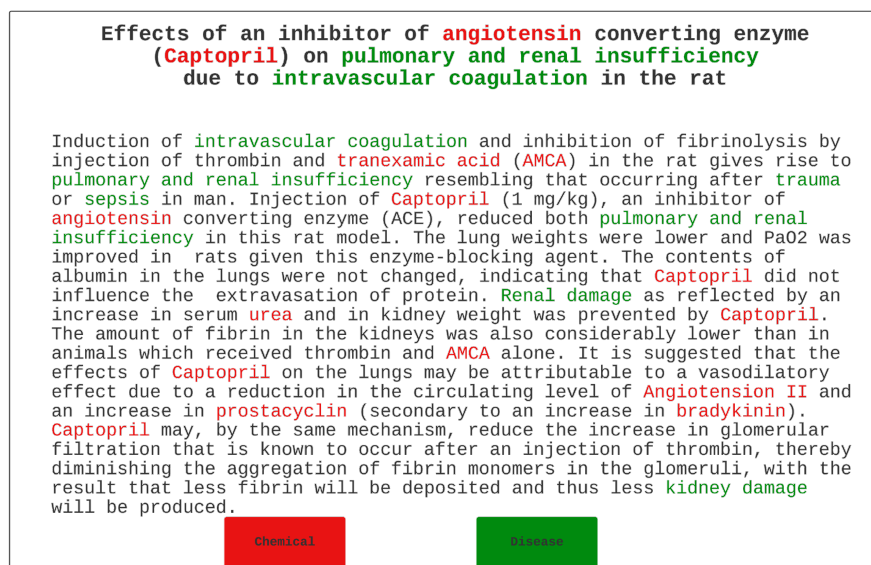 Effects of an inhibitor of angiotensin converting enzyme
(Captopril) on pulmonary and renal insufficiency
due to intravascular coagulation in the rat
Induction of intravascular coagulation and inhibition of fibrinolysis by
injection of thrombin and tranexamic acid (AMCA) in the rat gives rise to
pulmonary and renal insufficiency resembling that occurring after trauma
or sepsis in man. Injection of Captopril (1 mg/kg), an inhibitor of
angiotensin converting enzyme (ACE), reduced both pulmonary and renal
insufficiency in this rat model. The lung weights were lower and PaO2 was
improved in  rats given this enzyme-blocking agent. The contents of
albumin in the lungs were not changed, indicating that Captopril did not
influence the  extravasation of protein. Renal damage as reflected by an
increase in serum urea and in kidney weight was prevented by Captopril.
The amount of fibrin in the kidneys was also considerably lower than in
animals which received thrombin and AMCA alone. It is suggested that the
effects of Captopril on the lungs may be attributable to a vasodilatory
effect due to a reduction in the circulating level of Angiotension II and
an increase in prostacyclin (secondary to an increase in bradykinin).
Captopril may, by the same mechanism, reduce the increase in glomerular
filtration that is known to occur after an injection of thrombin, thereby
diminishing the aggregation of fibrin monomers in the glomeruli, with the
result that less fibrin will be deposited and thus less kidney damage
will be produced.
Chemical Disease